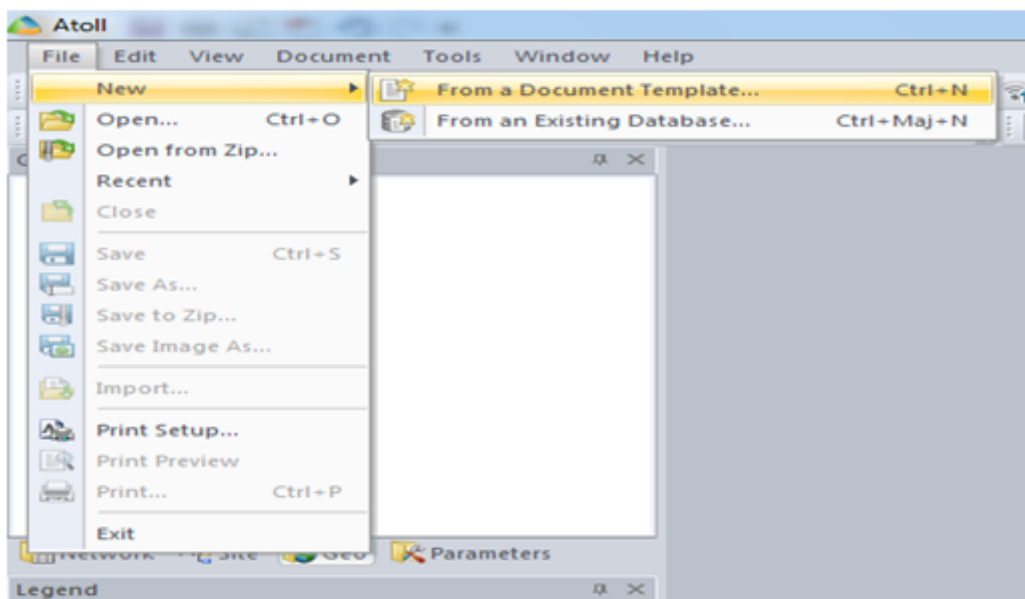 Atoll
File Edit View Document Tools Window Help
New From a Document Template... Ctrl+N
Open... Ctrl+O From an Existing Database... Ctrl+Maj+N
Open from Zip...
Recent
Close
Save Ctrl+S
Save As...
Save to Zip...
Save Image As...
Import...
Print Setup...
Print Preview
Print... Ctrl+P
Exit
Network Site Geo Parameters
Legend